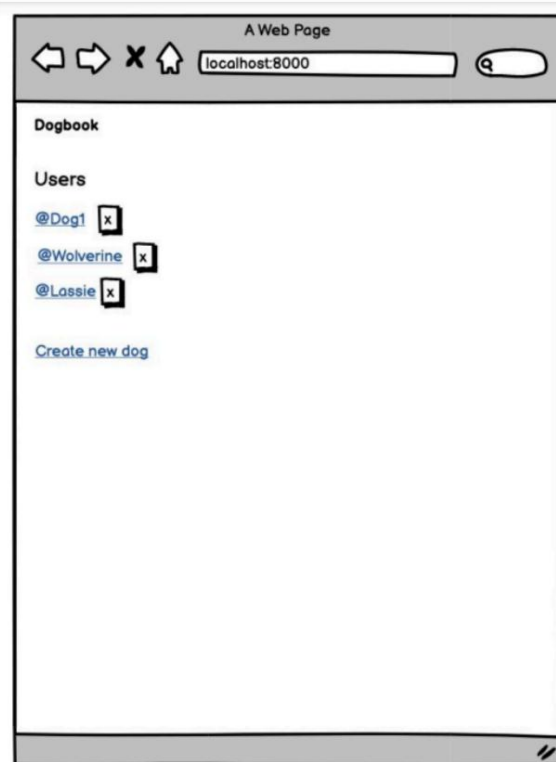 A Web Page
localhost:8000
Dogbook
Users
@Dog1 x
@Wolverine x
@Lassie x
Create new dog